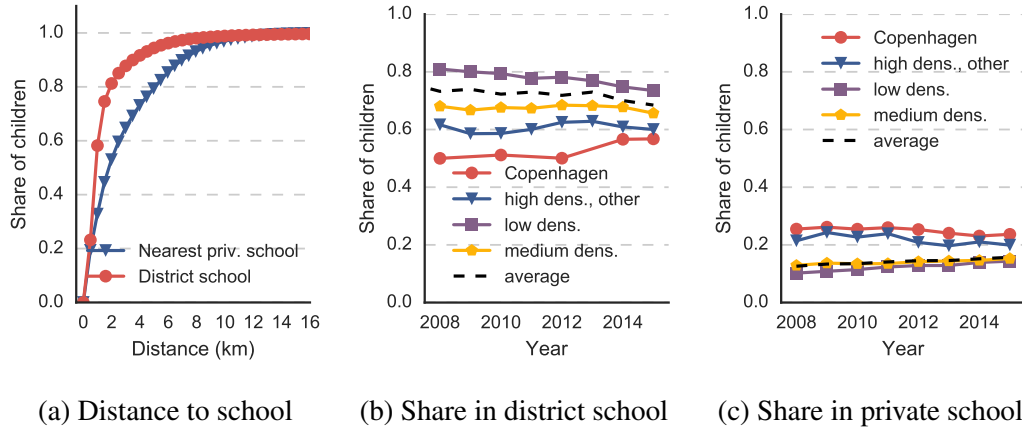 Share of children
1.0
0.8
0.6
0.4
0.2
0.0
Nearest priv. school
District school
0 2 4 6 8 10 12 14 16
Distance (km)
(a) Distance to school
Share of children
1.0
0.8
0.6
0.4
0.2
0.0
Copenhagen
high dens., other
low dens.
medium dens.
average
2008 2010 2012 2014
Year
(b) Share in district school
Share of children
1.0
0.8
0.6
0.4
0.2
0.0
Copenhagen
high dens., other
low dens.
medium dens.
average
2008 2010 2012 2014
Year
(c) Share in private school